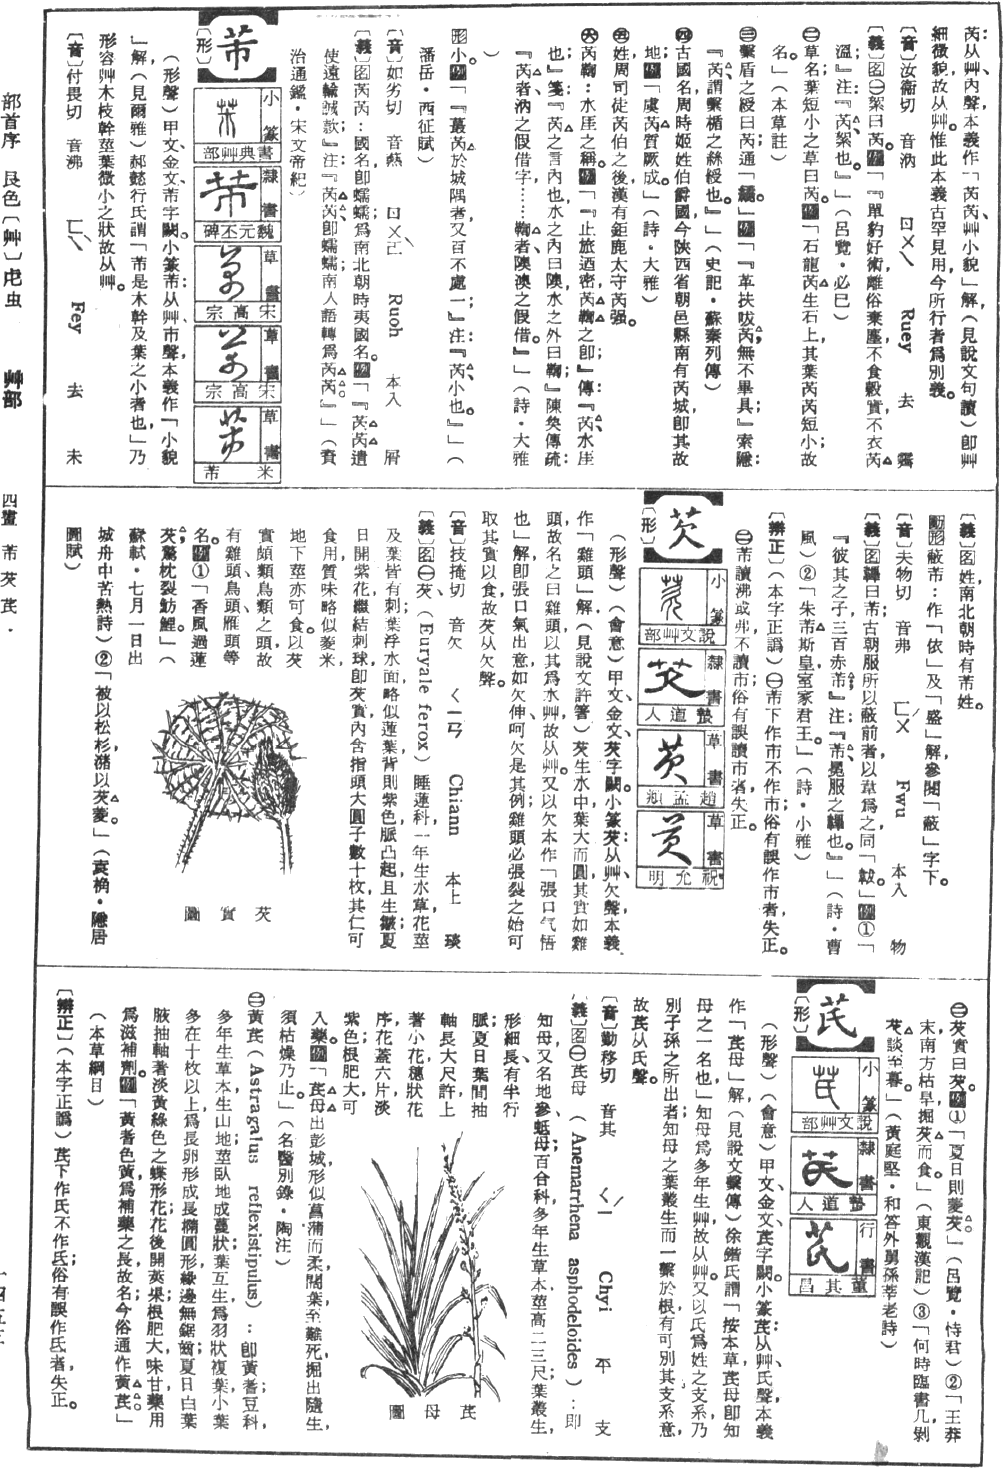 芮从艸、內聲、本義作「芮芮、艸小貌」解（見說文句讀）卽艸
細微貌、故从艸。惟此本義古罕見用、今所行者爲別義。
〔音〕汝衞切　音汭　ㄖㄨㄟˋ　Ruey　去　霽
〔義〕名㊀絮曰芮。例「『單豹好術、離俗棄塵、不食穀實、不衣芮
溫』注：『芮、絮也。』」（呂覽・必已）
㊁草名；葉短小之草曰芮。例「石龍芮生石上、其葉芮芮短小；故
名。」（本草註）
㊂繫盾之綬曰芮、通「繑」例「『革抉㕹芮、無不畢具』索隱：
『芮、謂繫楯之絲綬也。』」（史記・蘇秦列傳）
㊃古國名、周時姬姓伯爵國、今陝西省朝邑縣南有芮城、卽其故
地。例「虞芮質厥成。」（詩・大雅）
㊄姓、周司徒芮伯之後、漢有鉅鹿太守芮强。
㊅芮鞫：水厓之稱。例「『止旅迺密、芮鞫之卽』傳『芮、水厓
也；』箋『芮之言內也、水之內曰隩、水之外曰鞫』陳奐傳疏：
『芮者、汭之假借字……鞫者、隩澳之假借。』」（詩・大雅
）
形小。例「『蕞芮於城隅者、又百不處一』注：『芮、小也。』」（
潘岳・西征賦）
〔音〕如劣切　音爇　ㄖㄨㄛˋ　Ruoh　本入　屑
〔義〕名芮芮：國名、卽蠕蠕、爲南北朝時夷國名。例「『芮芮遺
使遠輸誠款』注『芮芮、卽蠕蠕；南人語轉爲芮芮。』」（資
治通鑑・宋文帝紀）
芾
〔形〕
小篆　書典艸部
隸書　魏元丕碑
草書　宋高宗
草書　宋高宗
草書　米芾
（形聲）甲文、金文、芾字闕。小篆芾：从艸、巿聲、本義作「小貌
」解（見爾雅）郝懿行氏謂「芾是木幹及葉之小者也、」乃
形容艸木枝幹莖葉微小之狀、故从艸。
〔音〕付畏切　音沸　ㄈㄟˋ　Fey　去　未
〔義〕名姓、南北朝時有芾姓。
動形蔽芾：作「依」及「盛」解、參閱「蔽」字下。
〔音〕夫物切　音弗　ㄈㄨˊ　Fwu　本入　物
〔義〕名韠曰芾、古朝服所以蔽前者、以韋爲之、同「韍。」例①「
『彼其之子、三百赤芾；』注：『芾、冕服之韠也。』」（詩・曹
風）②「朱芾斯皇、室家君王。」（詩・小雅）
〔辨正〕（本字正譌）㊀芾下作巿、不作市；俗有誤作市者、失正。
㊁芾讀沸或弗、不讀市；俗有誤讀市者、失正。
芡
〔形〕
小篆　說文艸部
隸書　蟄道人
草書　趙孟頫
草書　祝允明
（形聲）（會意）甲文、金文、芡字闕。小篆芡：从艸、欠聲、本義
作「雞頭」解（見說文許箸）芡生水中、葉大而圓、其實如雞
頭、故名之曰雞頭、以其爲水艸、故从艸。又以欠本作「張口气悟
也」解、卽張口氣出意、如欠伸、呵欠是其例；雞頭必張裂之始可
取其實以食、故芡从欠聲。
〔音〕技掩切　音欠　ㄑㄧㄢˇ　Chiann　本上　琰
〔義〕名㊀芡（Euryale ferox）睡蓮科、一年生水草、花莖
及葉皆有刺、葉浮水面、略似蓮葉、背則紫色、脈凸起、且生皺；夏
日開紫花、繼結刺球、卽芡實、內含指頭大圓子數十枚、其仁可
食用、質味略似菱米、
地下莖亦可食、以芡
實頗類鳥類之頭、故
有雞頭、鳥頭、雁頭等
名。例①「香風過蓮
芡、驚枕裂魴鯉。」（
蘇軾・七月一日出
城舟中苦熱詩）②「被以松杉、瀦以芡菱。」（袁桷・隱居
圖賦）
芡實圖
㊁芡實曰芡。例①「夏日則菱芡」（呂覽・恃君）②「王莽
末、南方枯旱、掘芡而食。」（東觀漢記）③「何時臨書几、剝
芡談至暮。」（黃庭堅・和答外舅孫莘老詩）
芪
〔形〕
小篆　說文艸部
隸書　蟄道人
行書　董其昌
（形聲）（會意）甲文、金文、芪字闕。小篆芪：从艸、氏聲、本義
作「芪母」解（見說文繫傳）徐鍇氏謂「按本草、芪母卽知
母之一名也」知母爲多年生艸、故从艸。又以氏爲姓之支系、乃
別子孫之所出者；知母之葉叢生而一繫於根、有可別其支系意、
故芪从氏聲。
〔音〕勤移切　音其　ㄑㄧˊ　Chyi　平　支
〔義〕名㊀芪母（Anemarrhena asphodeloides）：卽
知母、又名地參、蚳母；百合科、多年生草本、莖高二三尺、葉叢生、
形細長、有半行
脈、夏日葉間抽
軸、長大尺許、上
著小花、穗狀花
序、花蓋六片、淡
紫色、根肥大、可
入藥。例「芪母出彭城、形似菖蒲而柔闊、葉至難死、掘出隨生、
須枯燥乃止。」（名醫別錄・陶注）
㊁黃芪（Astragalus reflexistipulus）：卽黃耆、豆科、
多年生草本、生山地、莖臥地成蔓狀、葉互生、爲羽狀複葉、小葉
多在十枚以上、爲長卵形或長橢圓形、緣邊無鋸齒；夏日白葉
腋抽軸、著淡黃綠色之蝶形花、花後開莢果、根肥大、味甘、藥用
爲滋補劑。例「黃耆色黃、爲補藥之長、故名；今俗通作黃芪」
（本草綱目）
〔辨正〕（本字正譌）芪下作氏、不作氐；俗有誤作氐者、失正。
芪母圖
部首序　艮色〔艸〕虍虫　艸部　四畫　芾芡芪・　一四五三